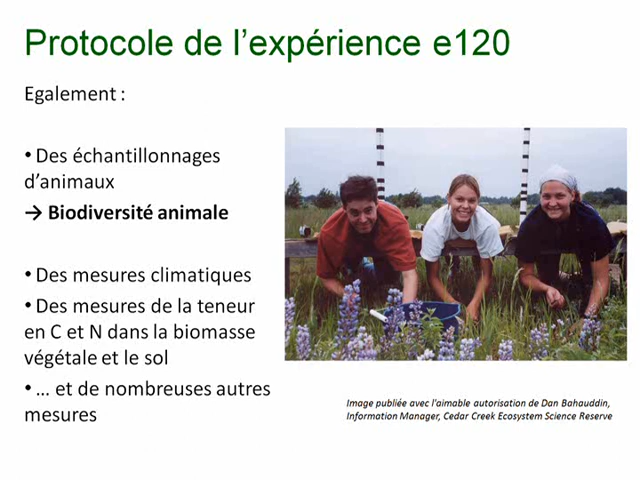 Protocole de l'expérience e120
Egalement :
• Des échantillonnages
d'animaux
→ Biodiversité animale
• Des mesures climatiques
• Des mesures de la teneur
en C et N dans la biomasse
végétale et le sol
• ... et de nombreuses autres
mesures
Image publiée avec l'aimable autorisation de Dan Bahauddin,
Information Manager, Cedar Creek Ecosystem Science Reserve